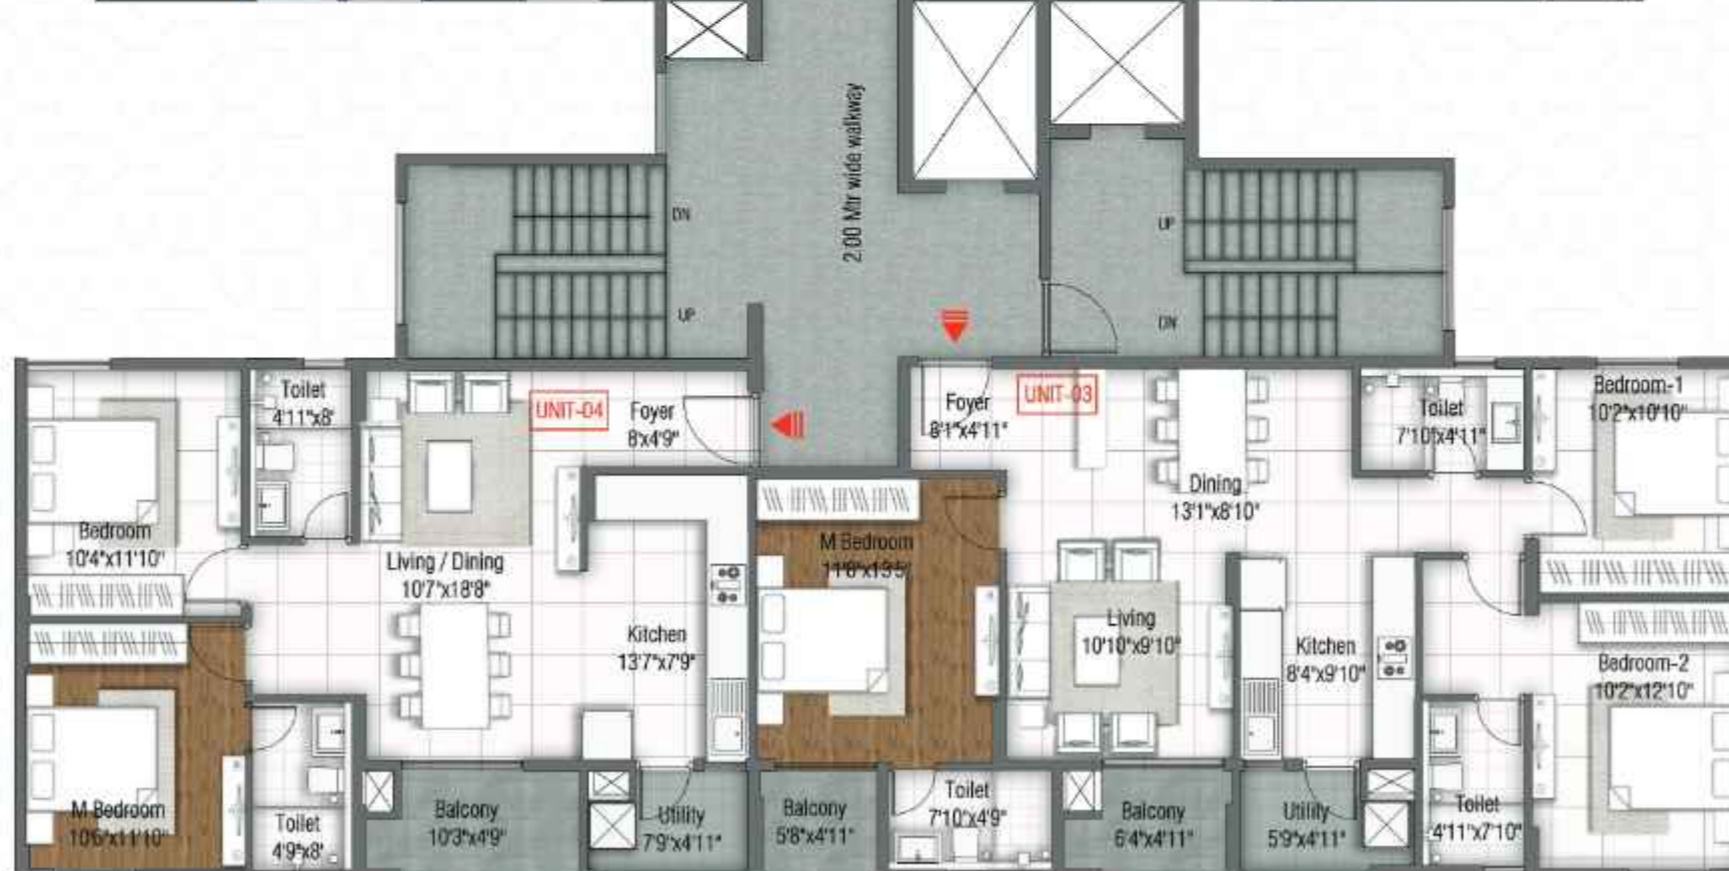 2.00 Mtr wide walkway
DN
UP
UP
DN
UNIT-04
Foyer
8'x4'9"
Toilet
4'11"x8'
Bedroom
10'4"x11'10"
Living / Dining
10'7"x18'8"
Kitchen
13'7"x7'9"
M Bedroom
10'6"x11'10"
Toilet
4'9"x8'
Balcony
10'3"x4'9"
Utility
7'9"x4'11"
UNIT-03
Foyer
8'1"x4'11"
Dining
13'1"x8'10"
Toilet
7'10"x4'11"
Bedroom-1
10'2"x10'10"
M Bedroom
Living
10'10"x9'10"
Kitchen
8'4"x9'10"
Bedroom-2
10'2"x12'10"
Balcony
5'8"x4'11"
Toilet
7'10"x4'9"
Balcony
6'4"x4'11"
Utility
5'9"x4'11"
Toilet
4'11"x7'10"